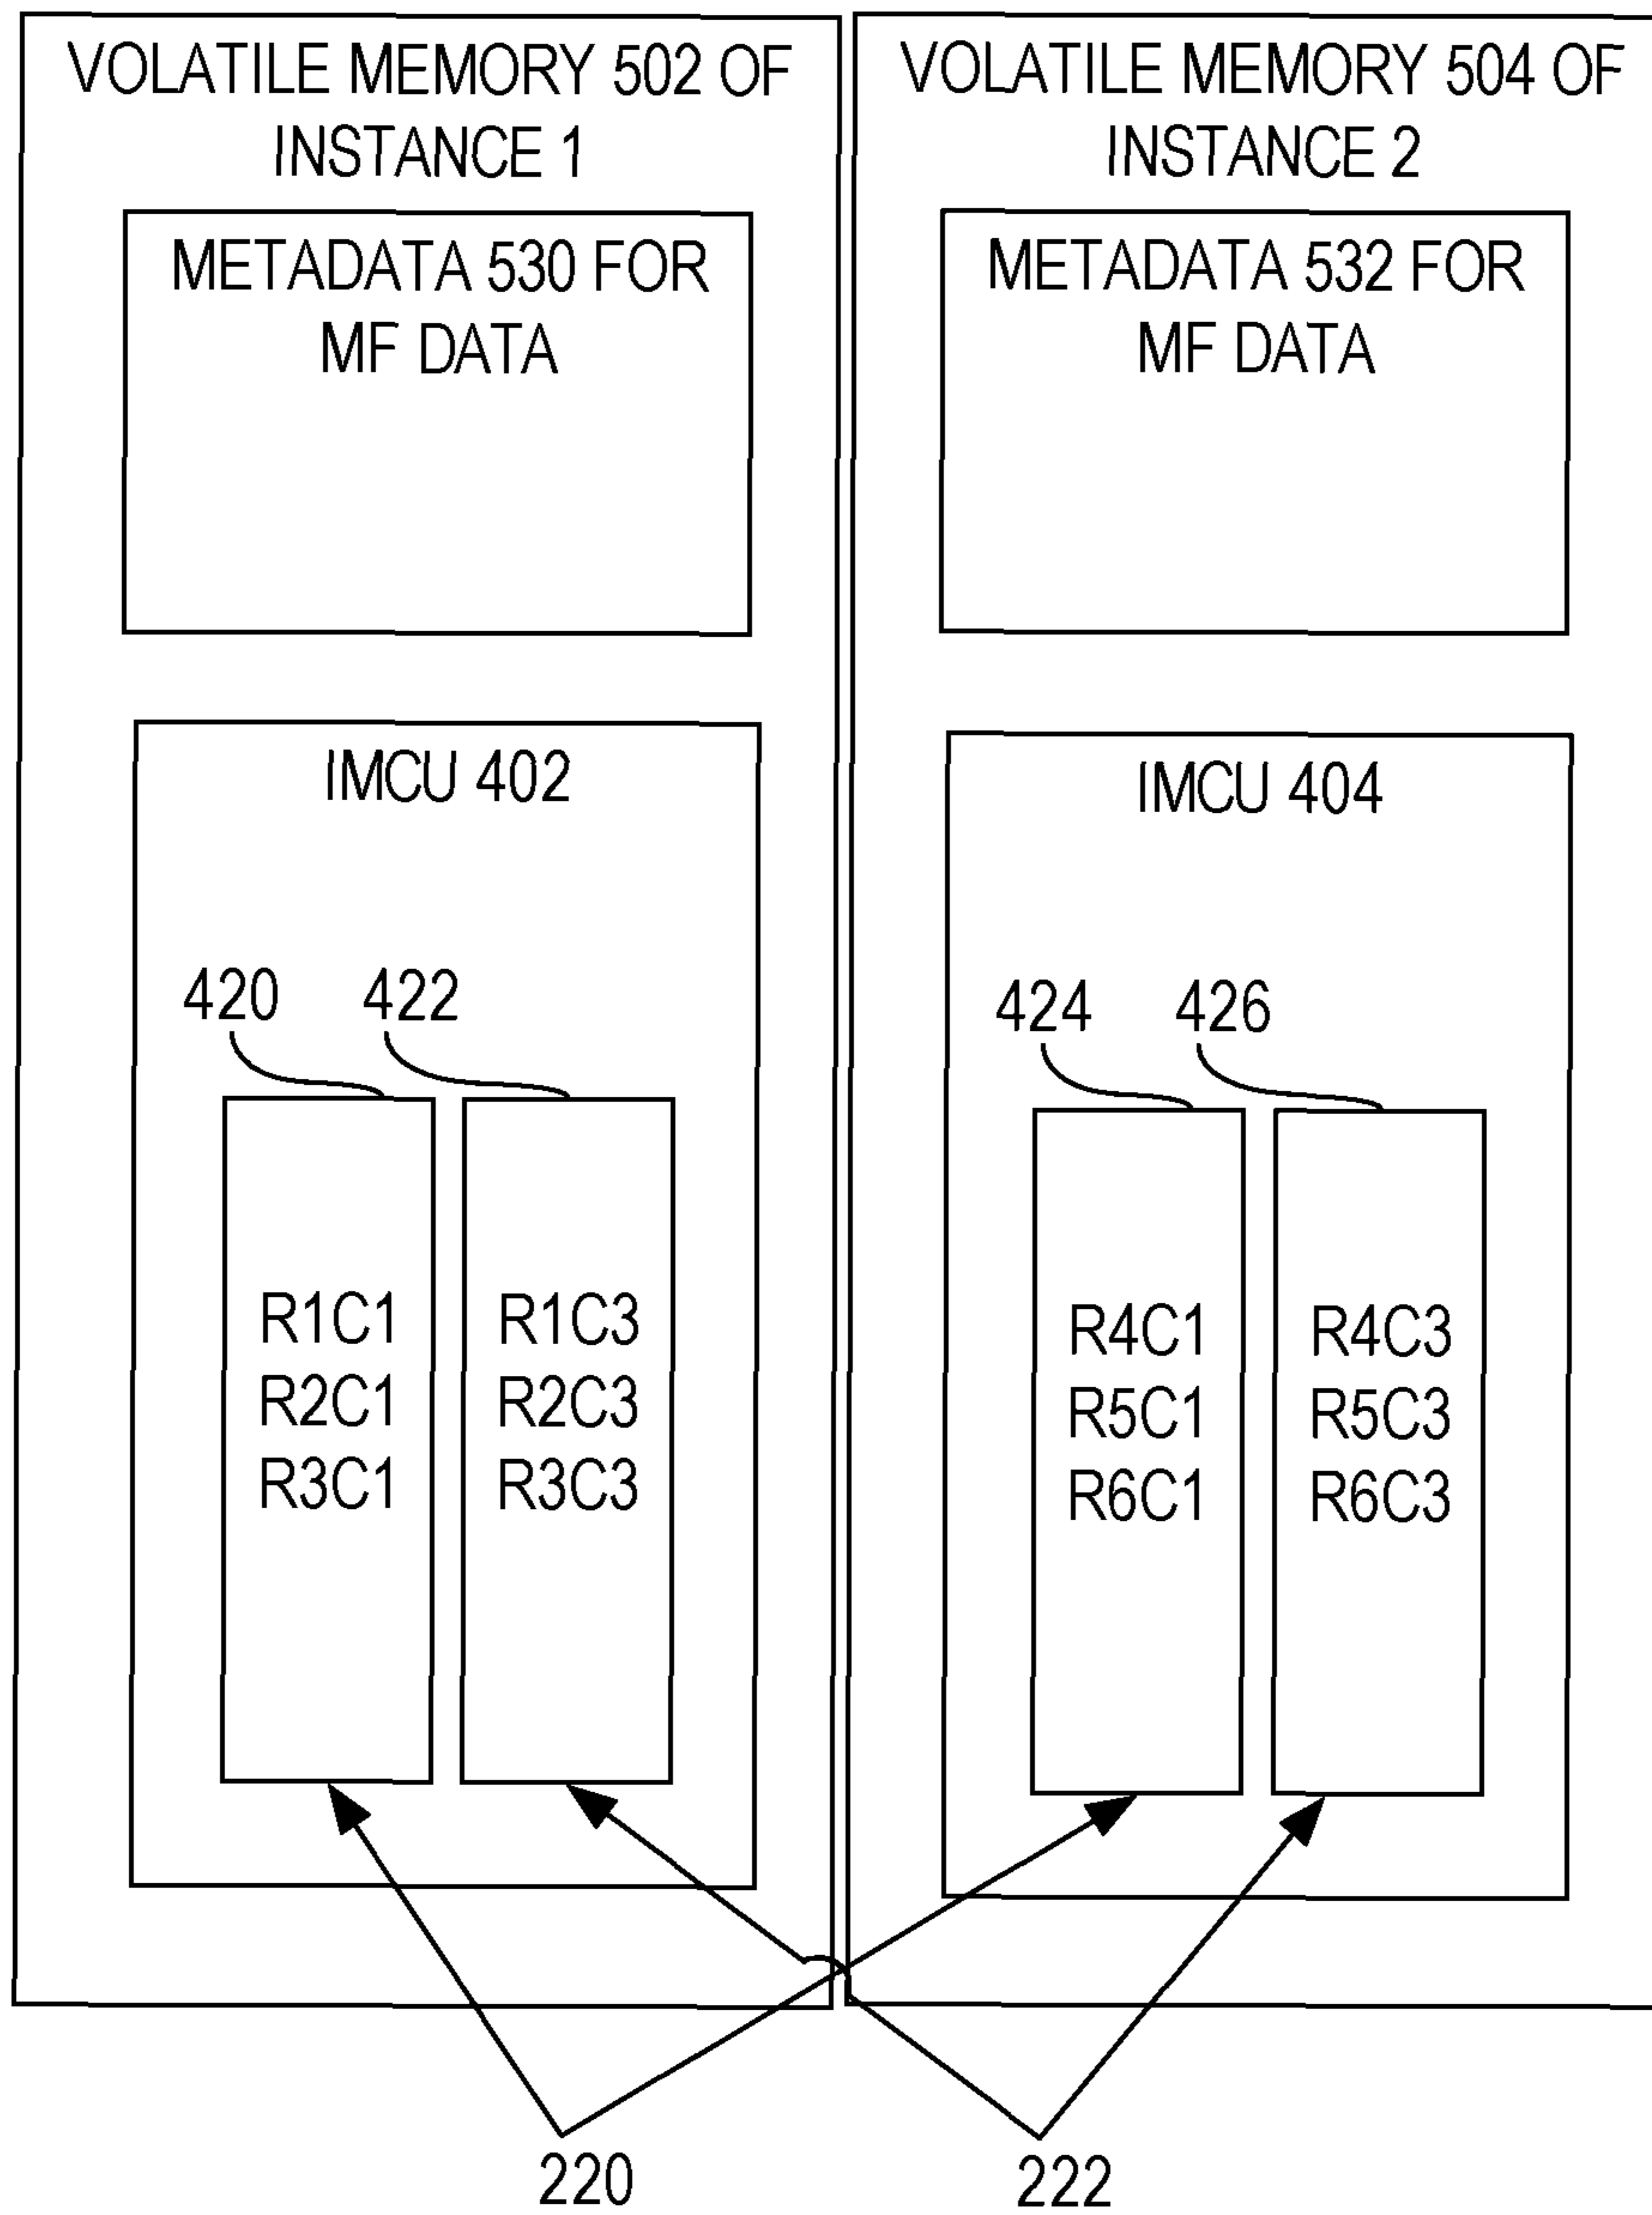 VOLATILE MEMORY 502 OF
INSTANCE 1
METADATA 530 FOR
MF DATA
IMCU 402
420
422
R1C1
R2C1
R3C1
R1C3
R2C3
R3C3
VOLATILE MEMORY 504 OF
INSTANCE 2
METADATA 532 FOR
MF DATA
IMCU 404
424
426
R4C1
R5C1
R6C1
R4C3
R5C3
R6C3
220
222